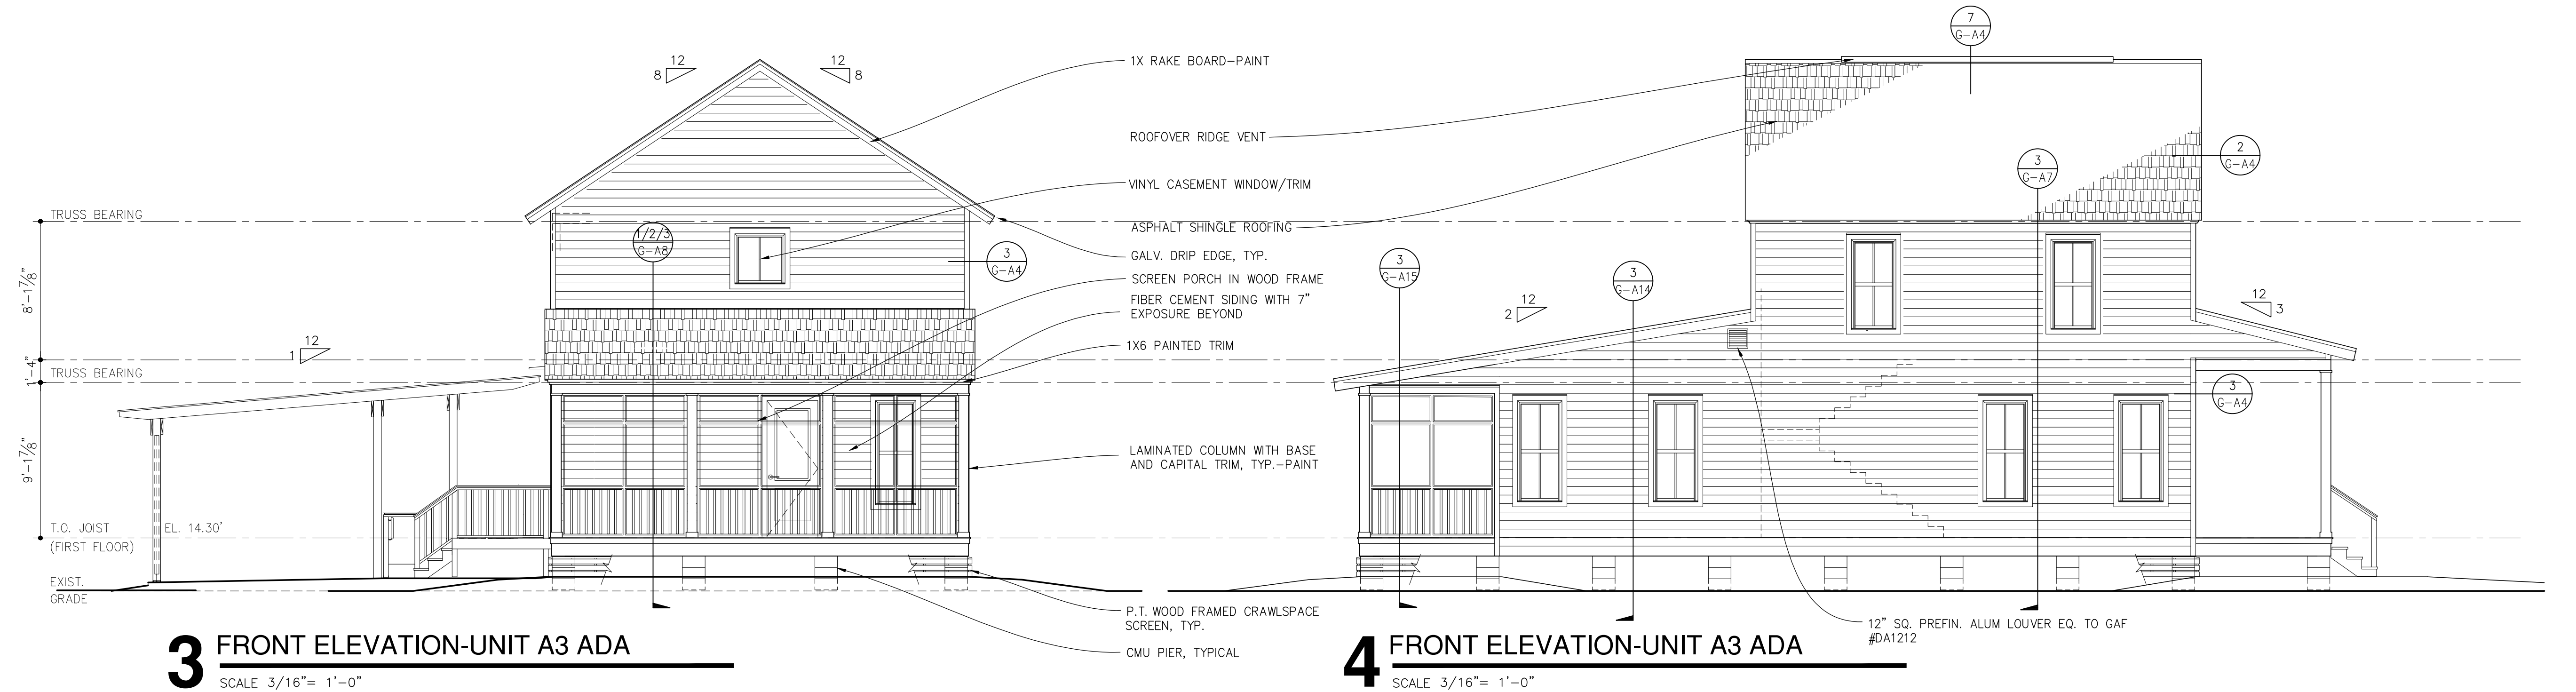 12
8
12
8
1X RAKE BOARD-PAINT
ROOFOVER RIDGE VENT
VINYL CASEMENT WINDOW/TRIM
ASPHALT SHINGLE ROOFING
GALV. DRIP EDGE, TYP.
SCREEN PORCH IN WOOD FRAME
FIBER CEMENT SIDING WITH 7"
EXPOSURE BEYOND
1X6 PAINTED TRIM
LAMINATED COLUMN WITH BASE
AND CAPITAL TRIM, TYP.-PAINT
P.T. WOOD FRAMED CRAWLSPACE
SCREEN, TYP.
CMU PIER, TYPICAL
TRUSS BEARING
8'-1 7/8"
1'-4"
TRUSS BEARING
9'-1 7/8"
T.O. JOIST
(FIRST FLOOR)
EL. 14.30'
EXIST.
GRADE
12
1
1/2/3
G-A8
3
G-A4
3 FRONT ELEVATION-UNIT A3 ADA
SCALE 3/16"= 1'-0"
7
G-A4
2
G-A4
3
G-A7
3
G-A15
3
G-A14
12
2
12
3
3
G-A4
12" SQ. PREFIN. ALUM LOUVER EQ. TO GAF
#DA1212
4 FRONT ELEVATION-UNIT A3 ADA
SCALE 3/16"= 1'-0"